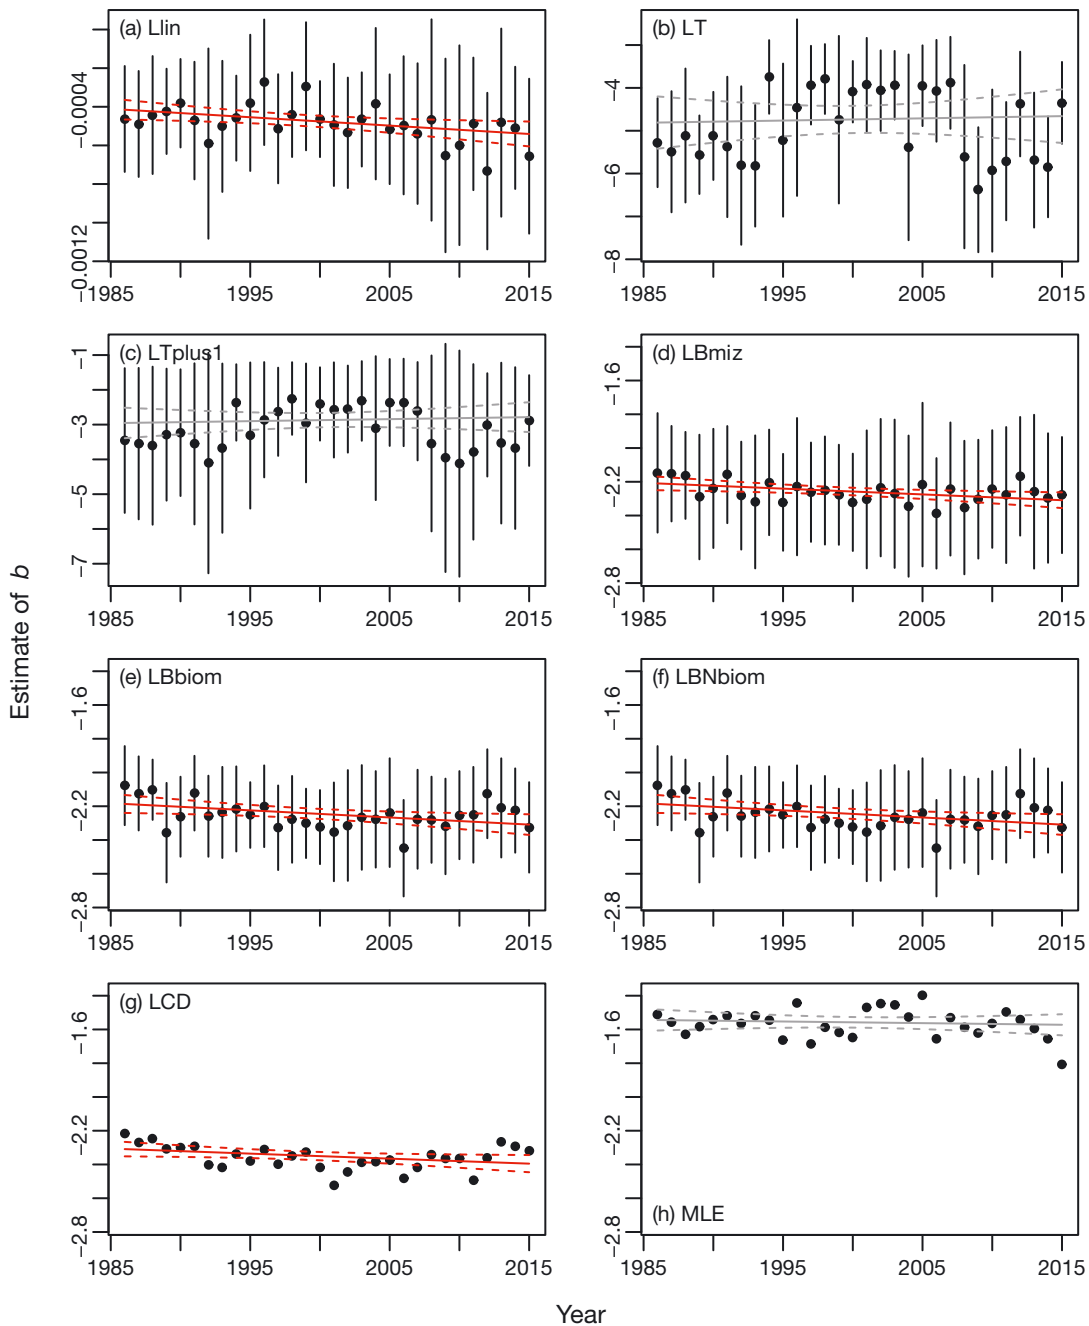 Estimate of b
(a) Llin
−0.0004
−0.0012
1985 1995 2005 2015
(b) LT
−4
−6
−8
1985 1995 2005 2015
(c) LTplus1
−1
−3
−5
−7
1985 1995 2005 2015
(d) LBmiz
−1.6
−2.2
−2.8
1985 1995 2005 2015
(e) LBbiom
−1.6
−2.2
−2.8
1985 1995 2005 2015
(f) LBNbiom
−1.6
−2.2
−2.8
1985 1995 2005 2015
(g) LCD
−1.6
−2.2
−2.8
1985 1995 2005 2015
−1.6
−2.2
−2.8
(h) MLE
1985 1995 2005 2015
Year